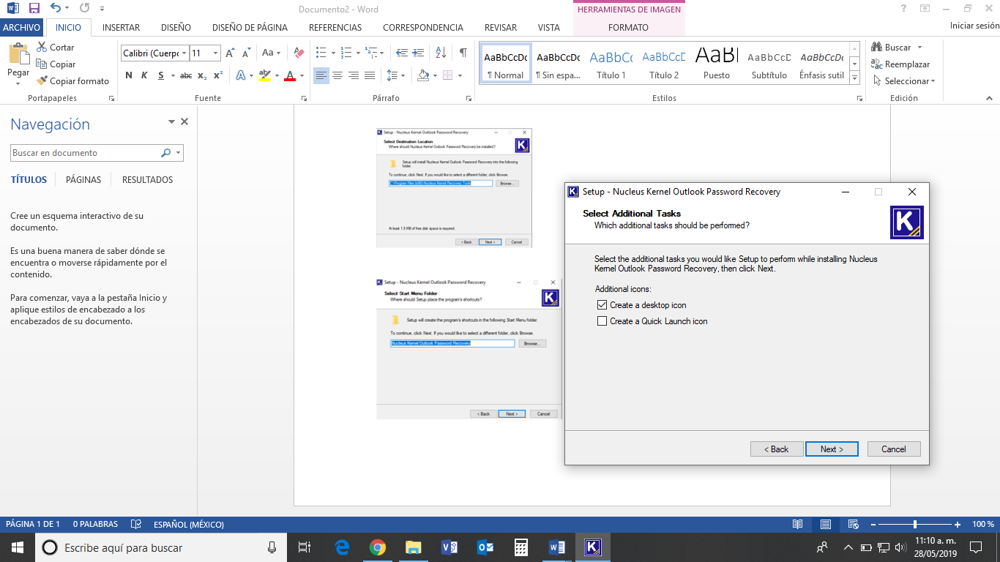 Documento2 - Word
HERRAMIENTAS DE IMAGEN
ARCHIVO INICIO INSERTAR DISEÑO DISEÑO DE PÁGINA REFERENCIAS CORRESPONDENCIA REVISAR VISTA FORMATO Iniciar sesión
Pegar
Cortar
Copiar
Copiar formato
Portapapeles
Calibri (Cuerpo 11
Fuente
Párrafo
AaBbCcDc AaBbCcDc AaBbCc AaBbCcD AaBl AaBbCcD AaBbCcDc
¶ Normal ¶ Sin espa... Título 1 Título 2 Puesto Subtítulo Énfasis sutil
Estilos
Buscar
Reemplazar
Seleccionar
Edición
Navegación
Buscar en documento
TÍTULOS PÁGINAS RESULTADOS
Cree un esquema interactivo de su
documento.
Es una buena manera de saber dónde se
encuentra o moverse rápidamente por el
contenido.
Para comenzar, vaya a la pestaña Inicio y
aplique estilos de encabezado a los
encabezados de su documento.
Setup - Nucleus Kernel Outlook Password Recovery
Select Destination Location
Where should Nucleus Kernel Outlook Password Recovery be installed?
Setup will install Nucleus Kernel Outlook Password Recovery into the following
folder.
To continue, click Next. If you would like to select a different folder, click Browse.
C:\Program Files (x86)\Nucleus Kernel Recovery Tools
Browse...
At least 1.9 MB of free disk space is required.
< Back Next > Cancel
Setup - Nucleus Kernel Outlook Password Recovery
Select Start Menu Folder
Where should Setup place the program's shortcuts?
Setup will create the program's shortcuts in the following Start Menu folder.
To continue, click Next. If you would like to select a different folder, click Browse.
Nucleus Kernel Outlook Password Recovery
Browse...
< Back Next > Cancel
Setup - Nucleus Kernel Outlook Password Recovery
Select Additional Tasks
Which additional tasks should be performed?
Select the additional tasks you would like Setup to perform while installing Nucleus
Kernel Outlook Password Recovery, then click Next.
Additional icons:
Create a desktop icon
Create a Quick Launch icon
< Back Next > Cancel
PÁGINA 1 DE 1 0 PALABRAS ESPAÑOL (MÉXICO) 100 %
Escribe aquí para buscar
11:10 a. m.
28/05/2019